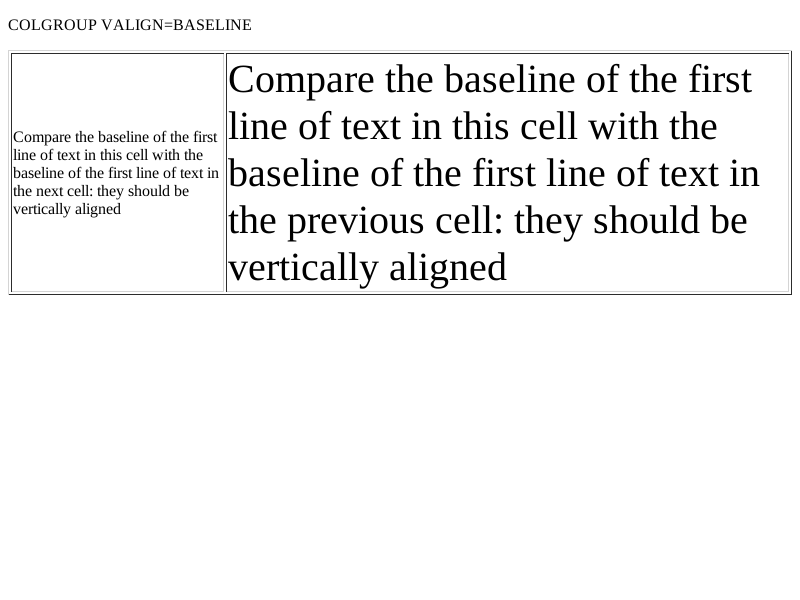 COLGROUP VALIGN=BASELINE
Compare the baseline of the first
line of text in this cell with the
baseline of the first line of text in
the next cell: they should be
vertically aligned
Compare the baseline of the first
line of text in this cell with the
baseline of the first line of text in
the previous cell: they should be
vertically aligned